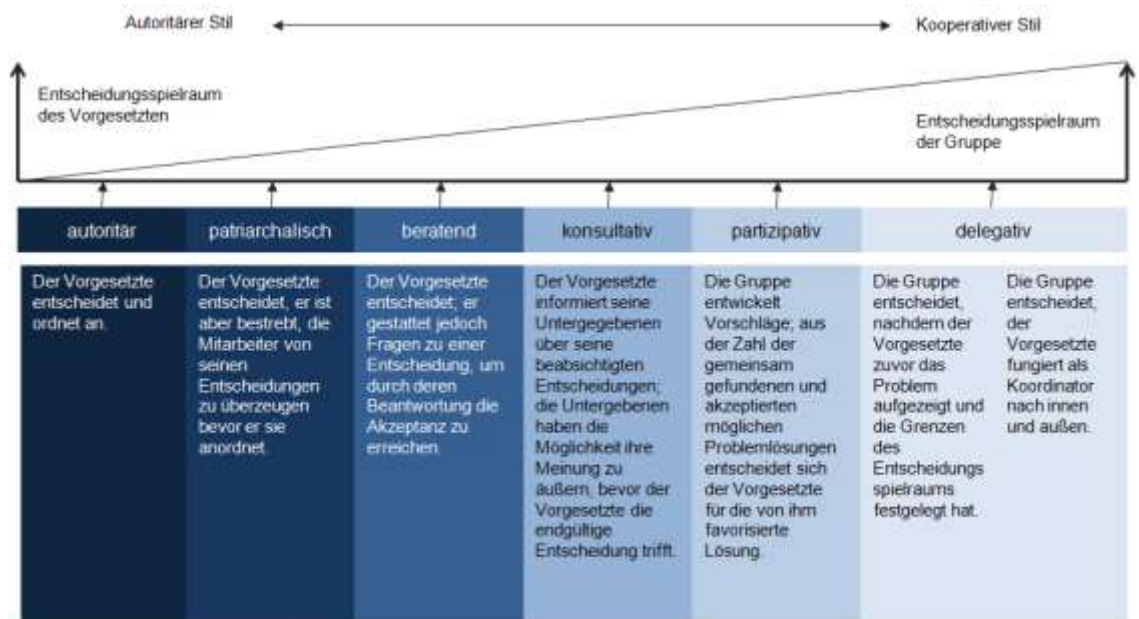 Autoritärer Stil
Kooperativer Stil
Entscheidungsspielraum
des Vorgesetzten
Entscheidungsspielraum
der Gruppe
autoritär
patriarchalisch
beratend
konsultativ
partizipativ
delegativ
Der Vorgesetzte
entscheidet und
ordnet an.
Der Vorgesetzte
entscheidet, er ist
aber bestrebt, die
Mitarbeiter von
seinen
Entscheidungen
zu überzeugen
bevor er sie
anordnet.
Der Vorgesetzte
entscheidet; er
gestattet jedoch
Fragen zu einer
Entscheidung, um
durch deren
Beantwortung die
Akzeptanz zu
erreichen.
Der Vorgesetzte
informiert seine
Untergegebenen
über seine
beabsichtigten
Entscheidungen;
die Untergebenen
haben die
Möglichkeit ihre
Meinung zu
äußern, bevor der
Vorgesetzte die
endgültige
Entscheidung trifft.
Die Gruppe
entwickelt
Vorschläge; aus
der Zahl der
gemeinsam
gefundenen und
akzeptierten
möglichen
Problemlösungen
entscheidet sich
der Vorgesetzte
für die von ihm
favorisierte
Lösung.
Die Gruppe
entscheidet,
nachdem der
Vorgesetzte
zuvor das
Problem
aufgezeigt und
die Grenzen
des
Entscheidungs
spielraums
festgelegt hat.
Die Gruppe
entscheidet,
der
Vorgesetzte
fungiert als
Koordinator
nach innen
und außen.